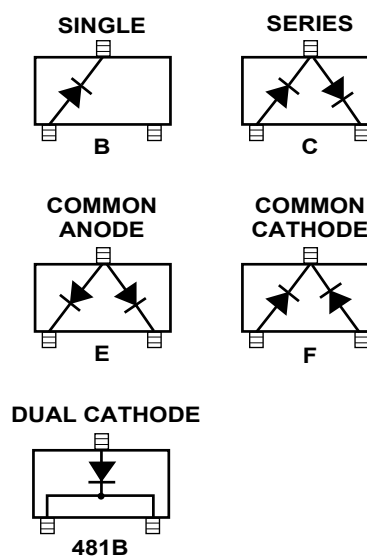 SINGLE
SERIES
B
C
COMMON
ANODE
COMMON
CATHODE
E
F
DUAL CATHODE
481B